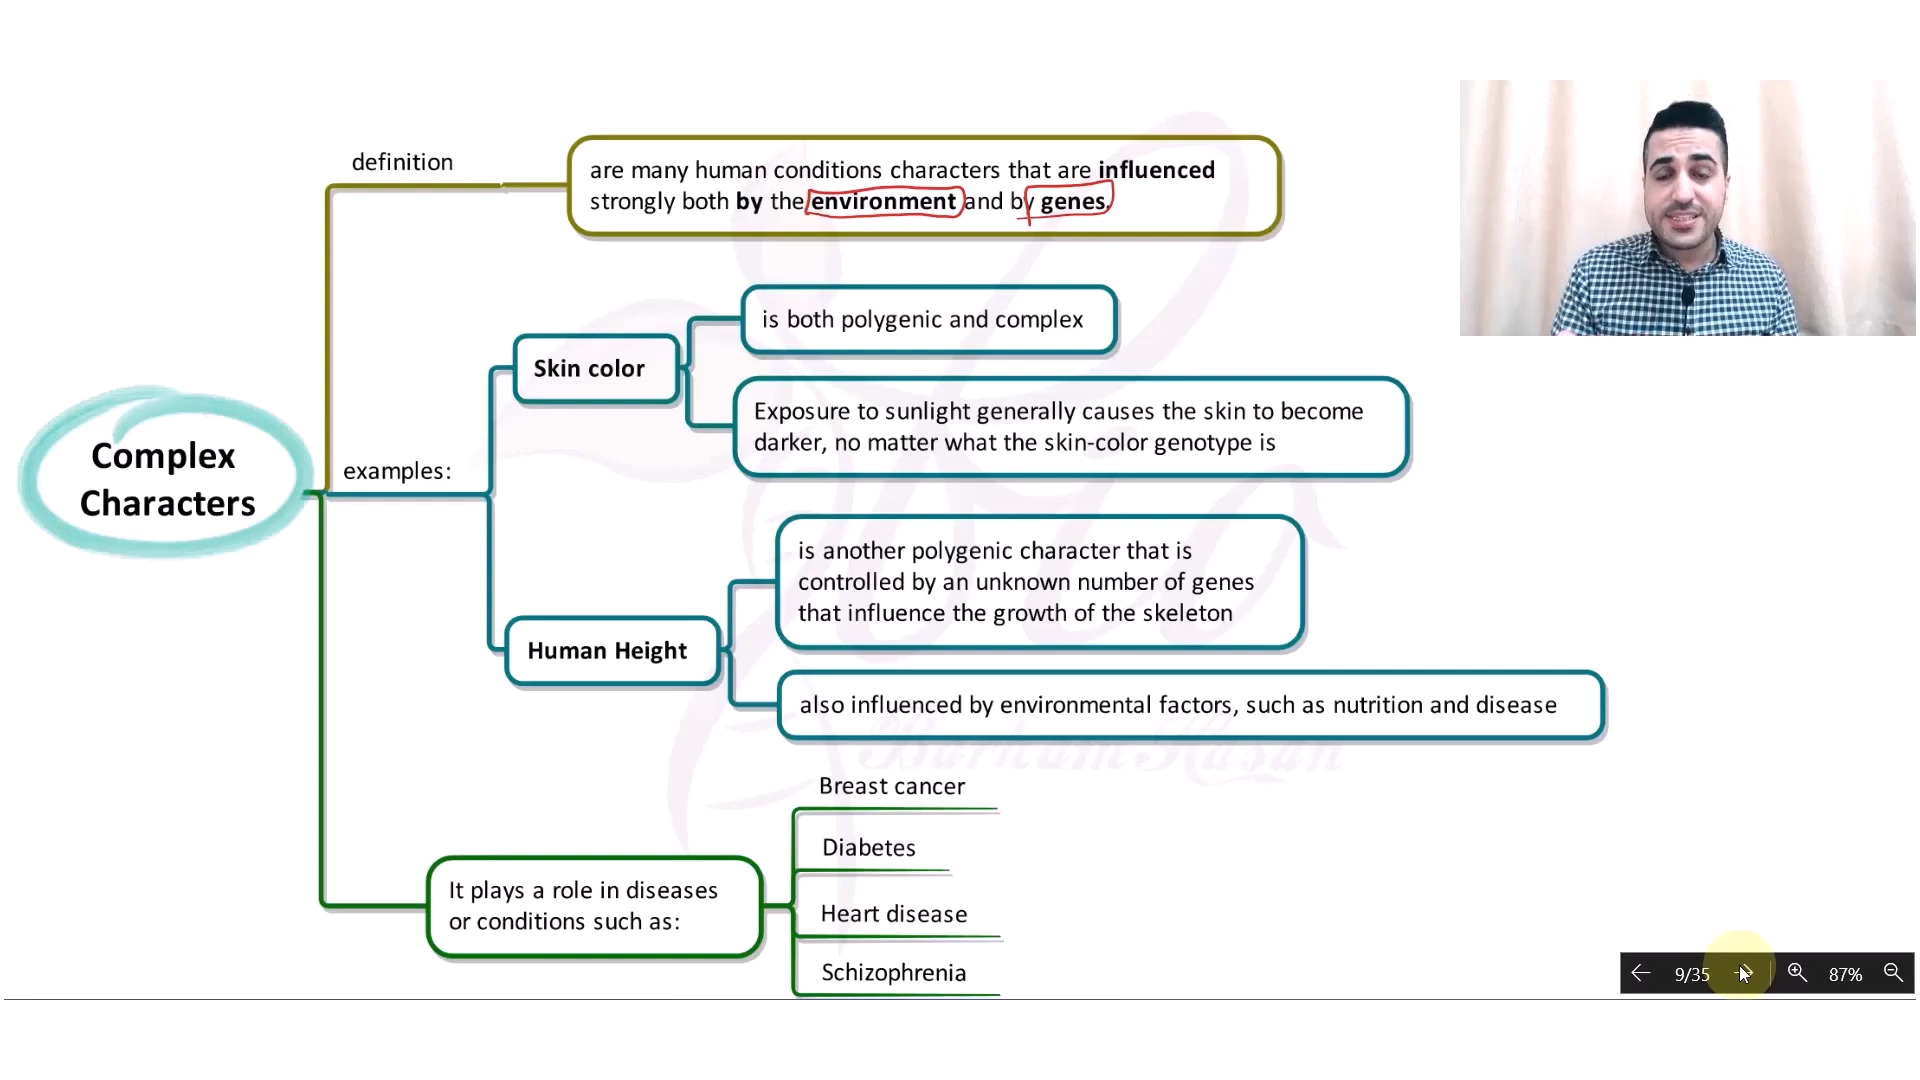 definition
are many human conditions characters that are influenced
strongly both by the environment and by genes.
is both polygenic and complex
Skin color
Exposure to sunlight generally causes the skin to become
darker, no matter what the skin-color genotype is
Complex
Characters
examples:
is another polygenic character that is
controlled by an unknown number of genes
that influence the growth of the skeleton
Human Height
also influenced by environmental factors, such as nutrition and disease
Bio
Barham Hasan
Breast cancer
Diabetes
It plays a role in diseases
or conditions such as:
Heart disease
Schizophrenia
9/35
87%